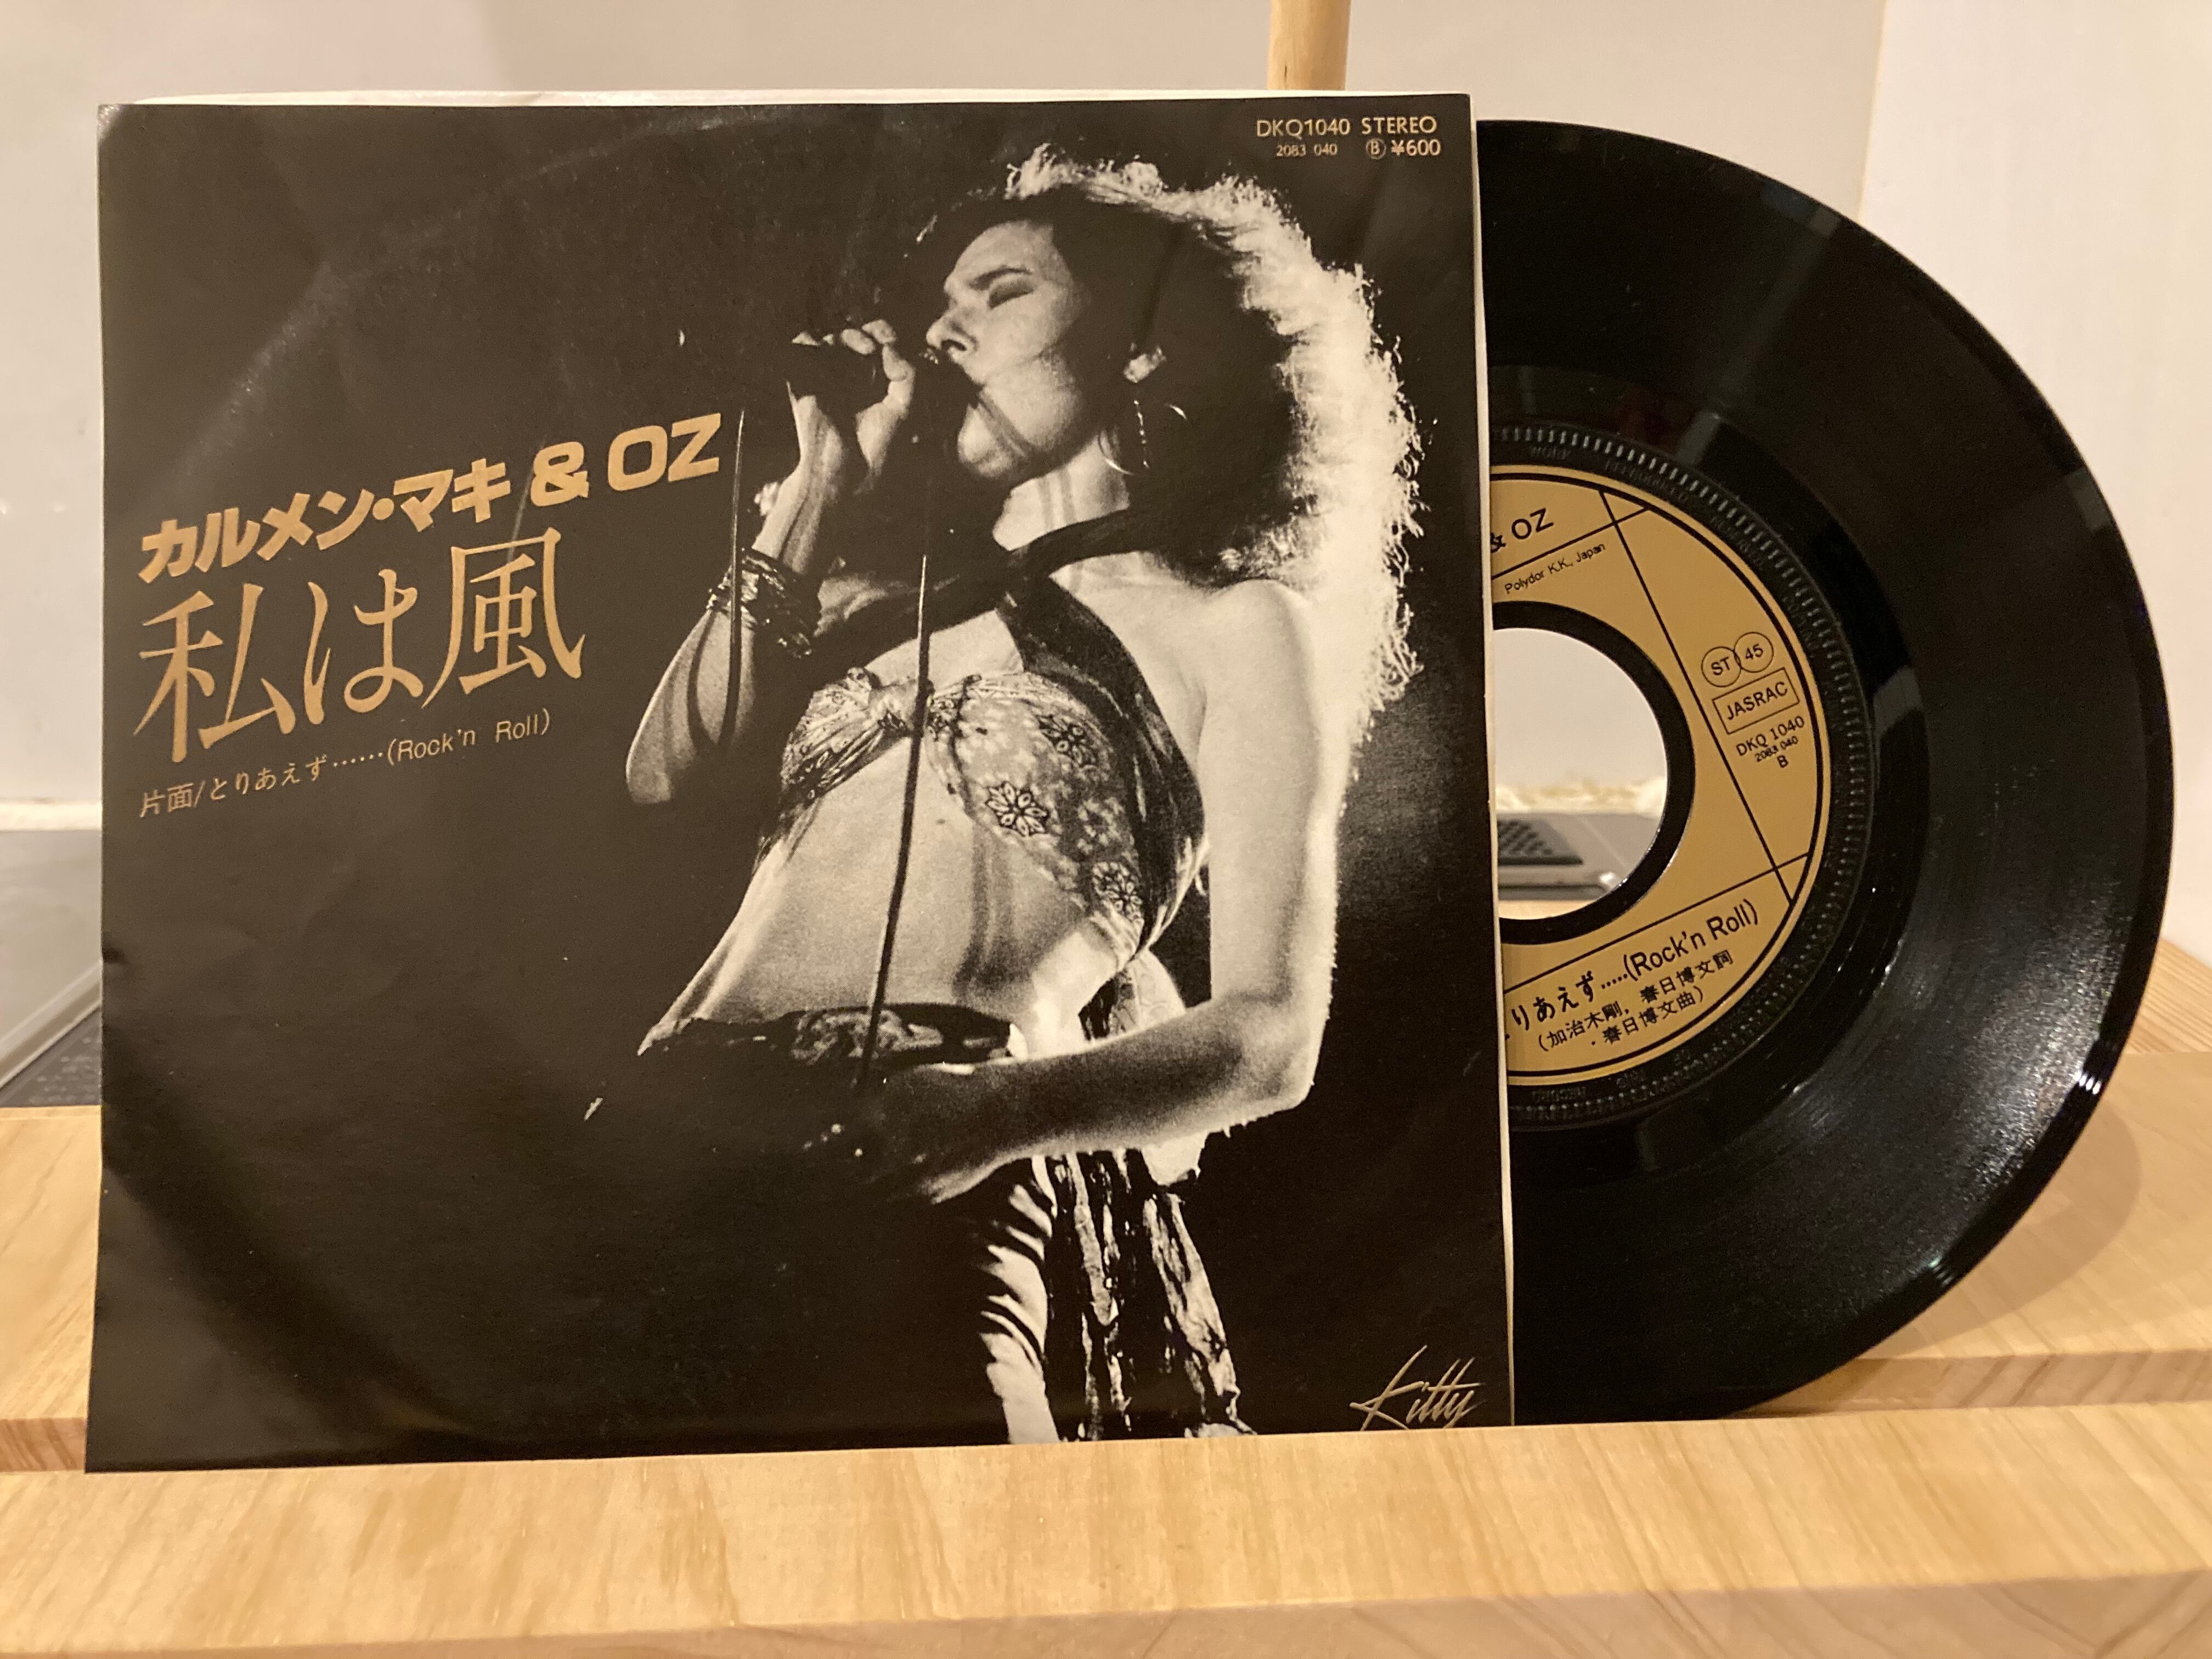 DKQ1040 STEREO
2083 040 Ⓑ ¥600
カルメン・マキ & OZ
私は風
片面/とりあえず……(Rock'n Roll)
Kitty
& OZ
Polydor K.K., Japan
ST 45
JASRAC
DKQ 1040
2083 040
B
りあえず……(Rock'n Roll)
(加治木剛，春日博文詞
・春日博文曲)